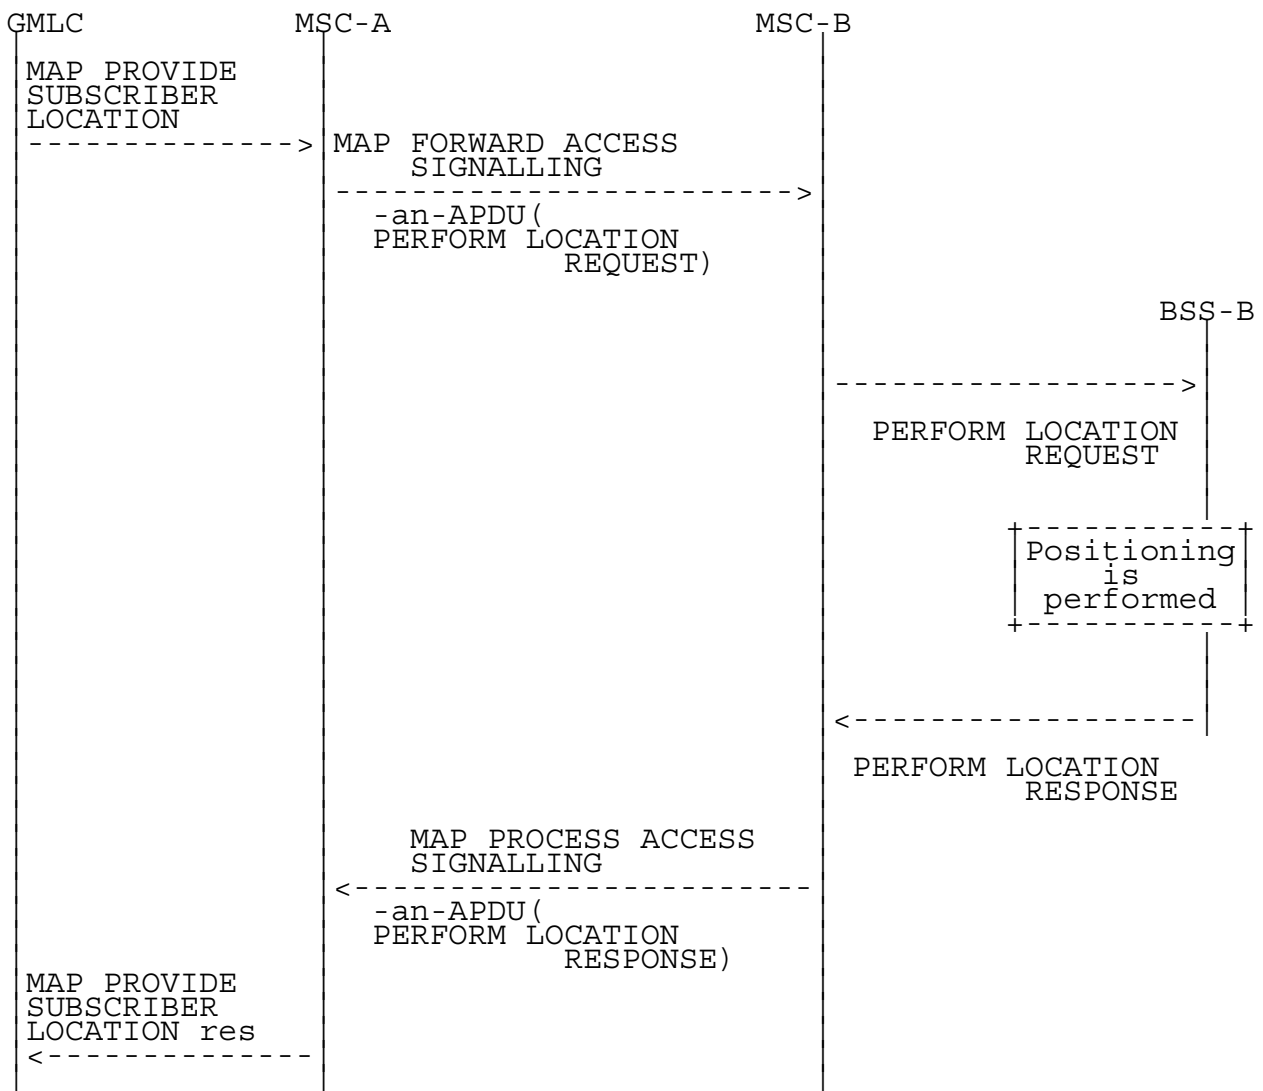 GMLC MSC-A MSC-B
MAP PROVIDE
SUBSCRIBER
LOCATION
MAP FORWARD ACCESS
SIGNALLING
-an-APDU(
PERFORM LOCATION
REQUEST)
BSS-B
PERFORM LOCATION
REQUEST
Positioning
is
performed
PERFORM LOCATION
RESPONSE
MAP PROCESS ACCESS
SIGNALLING
-an-APDU(
PERFORM LOCATION
RESPONSE)
MAP PROVIDE
SUBSCRIBER
LOCATION res